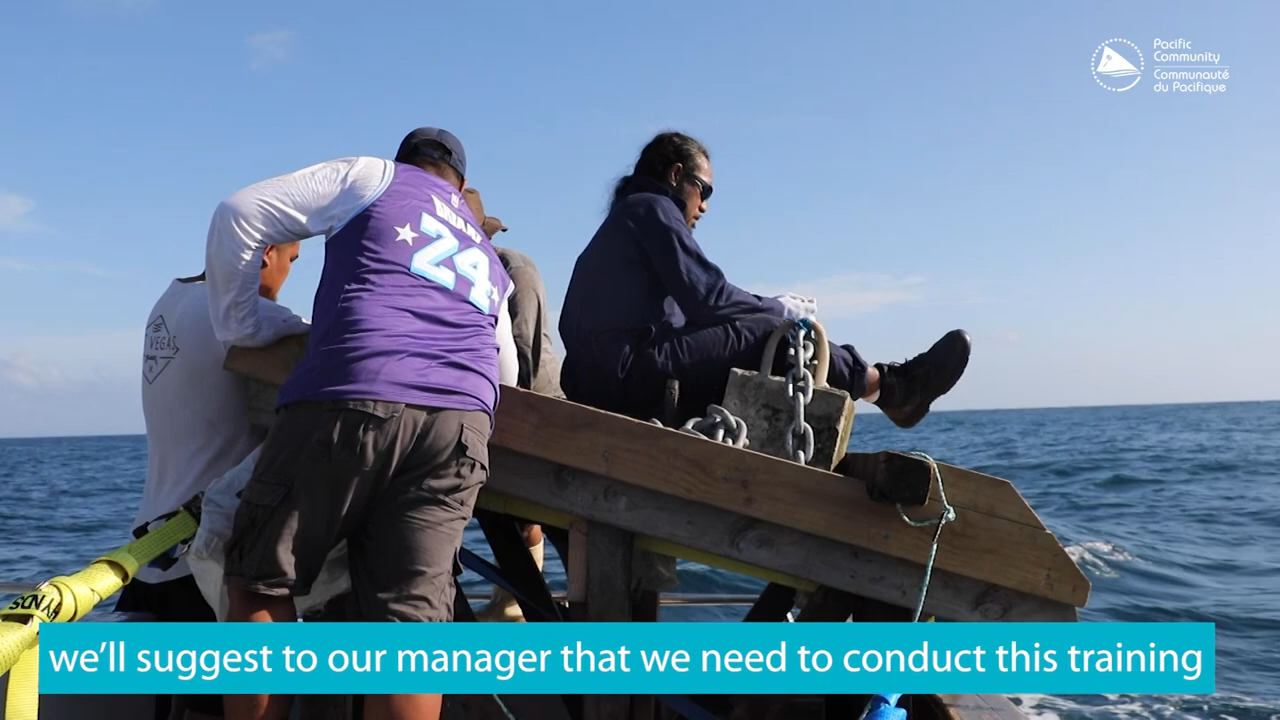 Pacific
Community
Communauté
du Pacifique
24
VEGAS
HYNDS
we'll suggest to our manager that we need to conduct this training